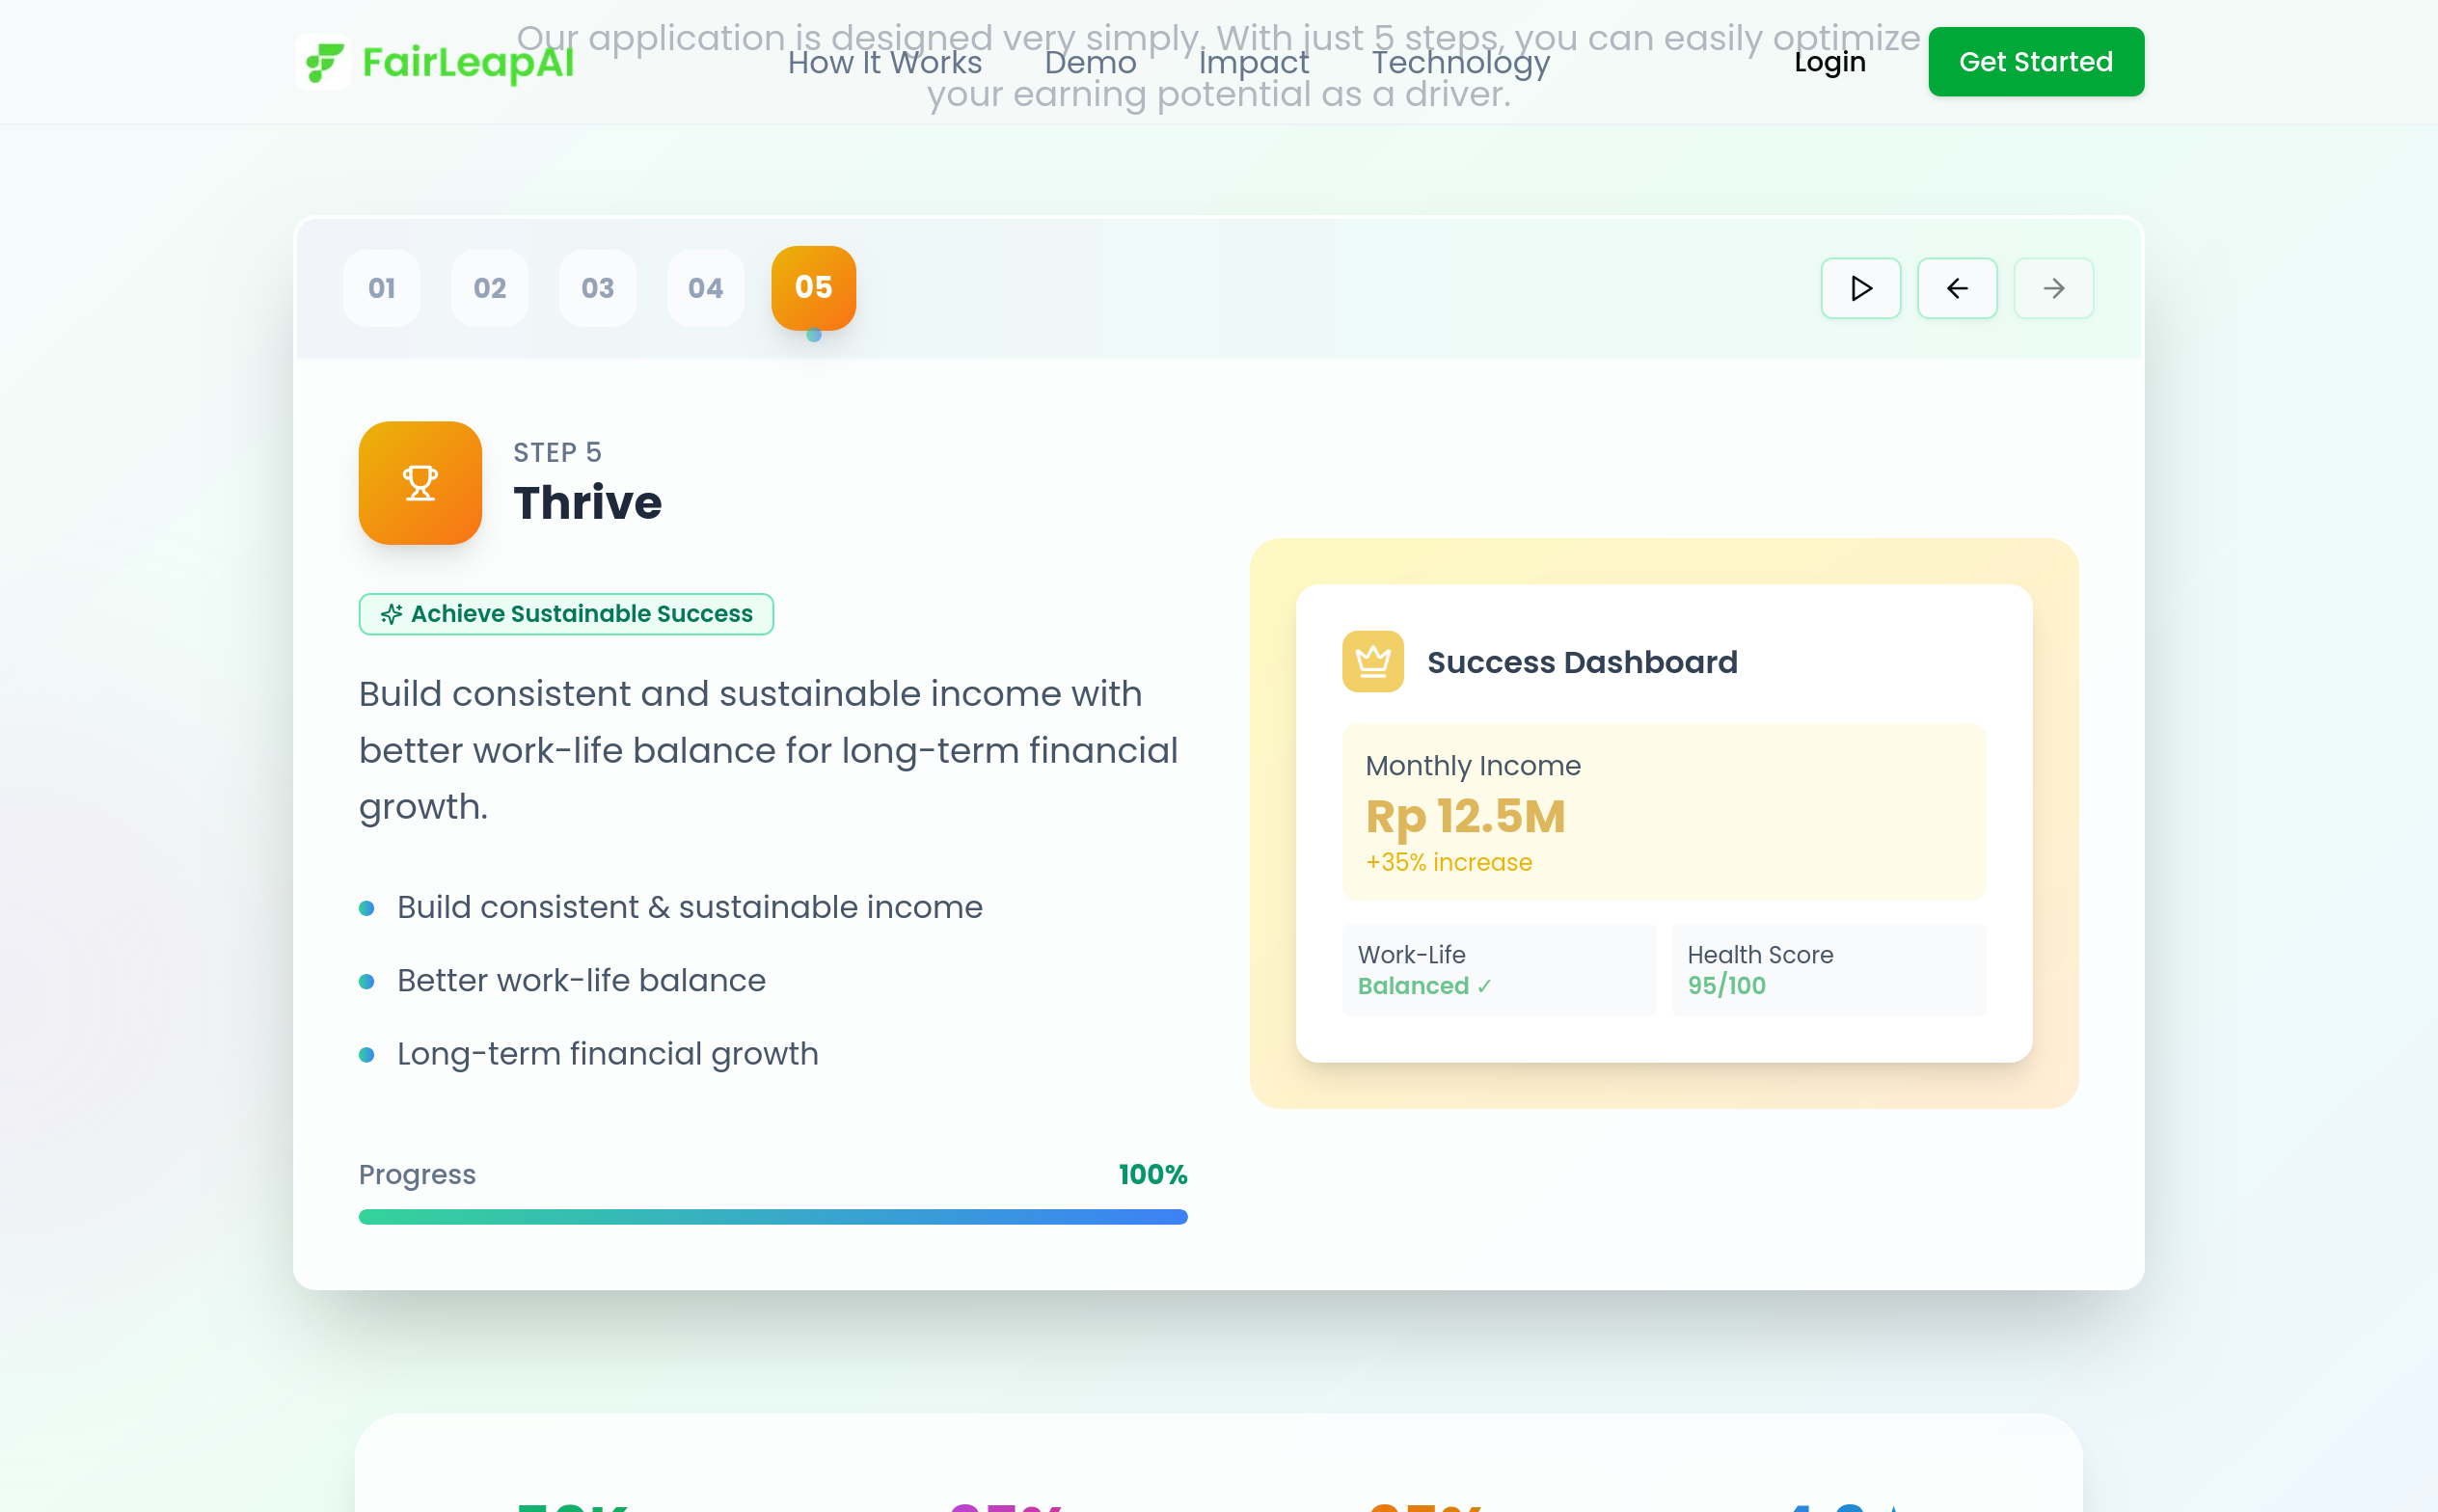 Our application is designed very simply. With just 5 steps, you can easily optimize
your earning potential as a driver.
FairLeapAI
How It Works
Demo
Impact
Technology
Login
Get Started
01
02
03
04
05
STEP 5
Thrive
Achieve Sustainable Success
Build consistent and sustainable income with
better work-life balance for long-term financial
growth.
Build consistent & sustainable income
Better work-life balance
Long-term financial growth
Progress
100%
Success Dashboard
Monthly Income
Rp 12.5M
+35% increase
Work-Life
Balanced ✓
Health Score
95/100